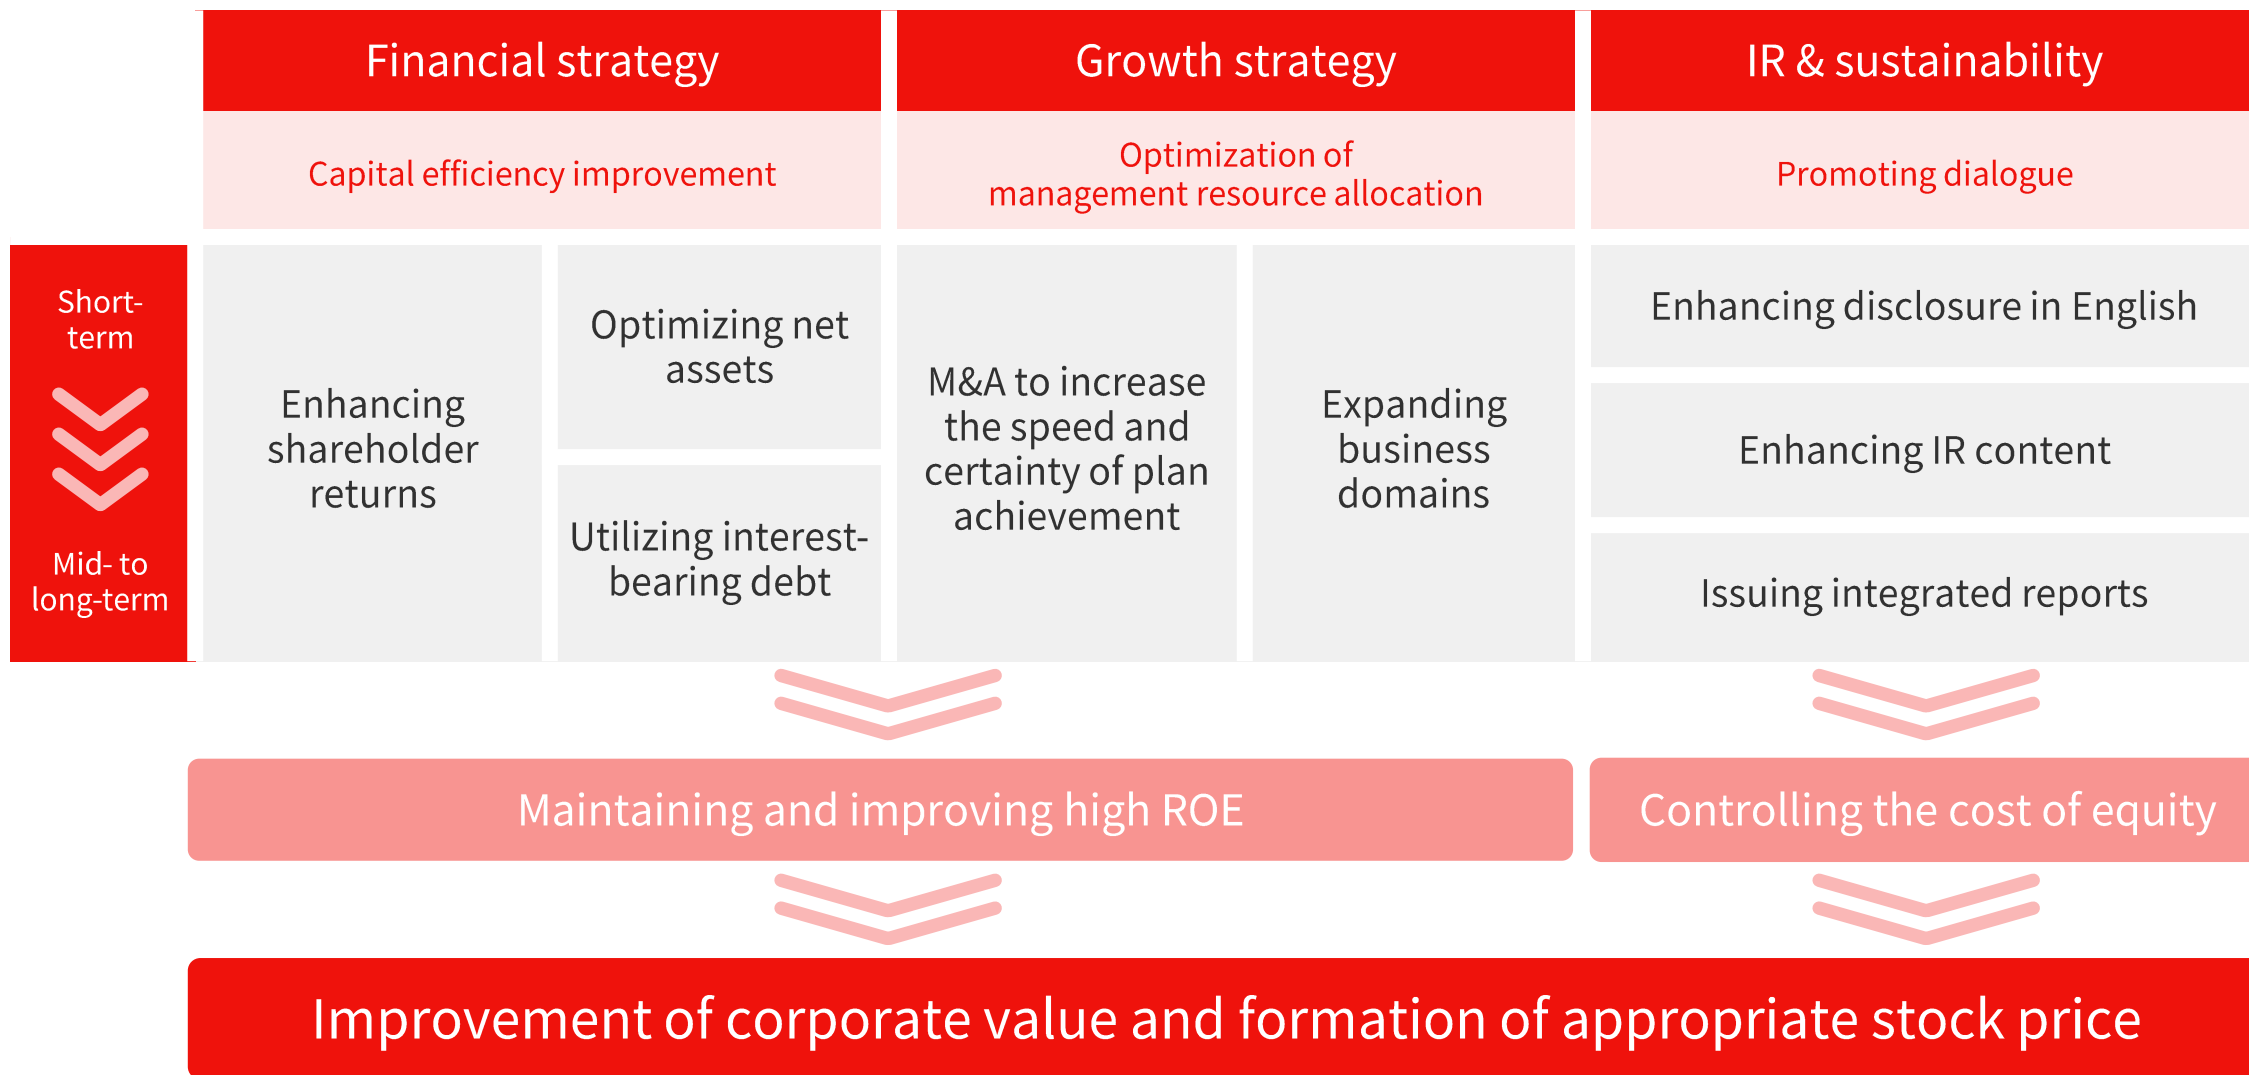 Financial strategy
Growth strategy
IR & sustainability
Capital efficiency improvement
Optimization of
management resource allocation
Promoting dialogue
Short-
term
Mid- to
long-term
Enhancing
shareholder
returns
Optimizing net
assets
Utilizing interest-
bearing debt
M&A to increase
the speed and
certainty of plan
achievement
Expanding
business
domains
Enhancing disclosure in English
Enhancing IR content
Issuing integrated reports
Maintaining and improving high ROE
Controlling the cost of equity
Improvement of corporate value and formation of appropriate stock price